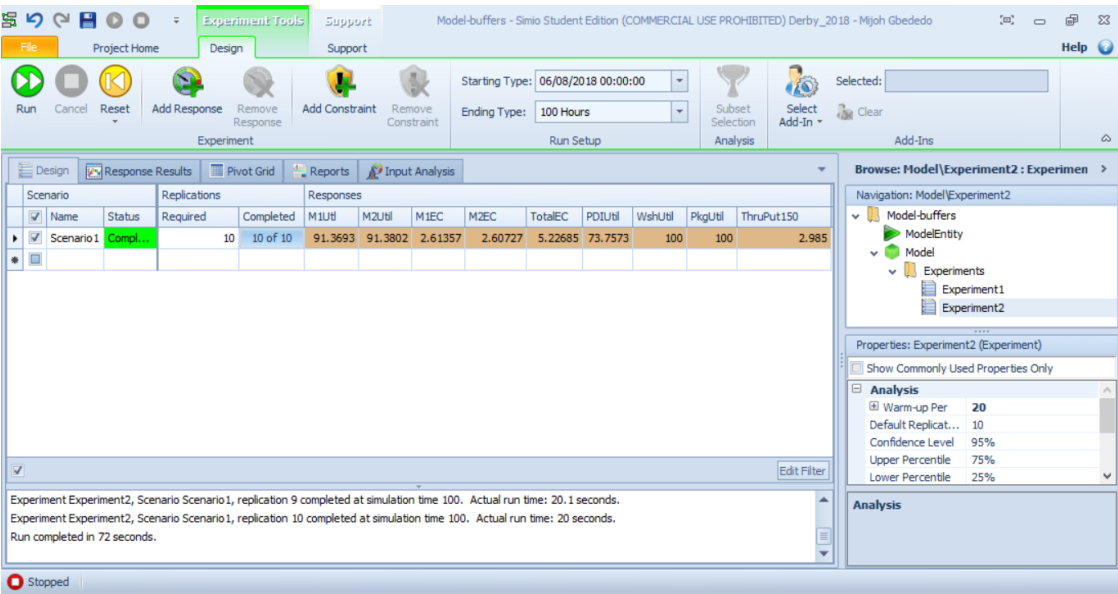 Experiment Tools Support Model-buffers - Simio Student Edition (COMMERCIAL USE PROHIBITED) Derby_2018 - Mijoh Gbededo
File Project Home Design Support Help
Run Cancel Reset Add Response Remove Response Add Constraint Remove Constraint
Starting Type: 06/08/2018 00:00:00
Ending Type: 100 Hours
Subset Selection Select Add-In Selected:
Clear
Experiment Run Setup Analysis Add-Ins
Design Response Results Pivot Grid Reports Input Analysis
Scenario Replications Responses
Name Status Required Completed M1Util M2Util M1EC M2EC TotalEC PDIUtil WshUtil PkgUtil ThruPut150
Scenario1 Compl... 10 10 of 10 91.3693 91.3802 2.61357 2.60727 5.22685 73.7573 100 100 2.985
Edit Filter
Experiment Experiment2, Scenario Scenario1, replication 9 completed at simulation time 100. Actual run time: 20.1 seconds.
Experiment Experiment2, Scenario Scenario1, replication 10 completed at simulation time 100. Actual run time: 20 seconds.
Run completed in 72 seconds.
Browse: Model\Experiment2 : Experimen
Navigation: Model\Experiment2
Model-buffers
ModelEntity
Model
Experiments
Experiment1
Experiment2
Properties: Experiment2 (Experiment)
Show Commonly Used Properties Only
Analysis
Warm-up Per 20
Default Replicat... 10
Confidence Level 95%
Upper Percentile 75%
Lower Percentile 25%
Analysis
Stopped